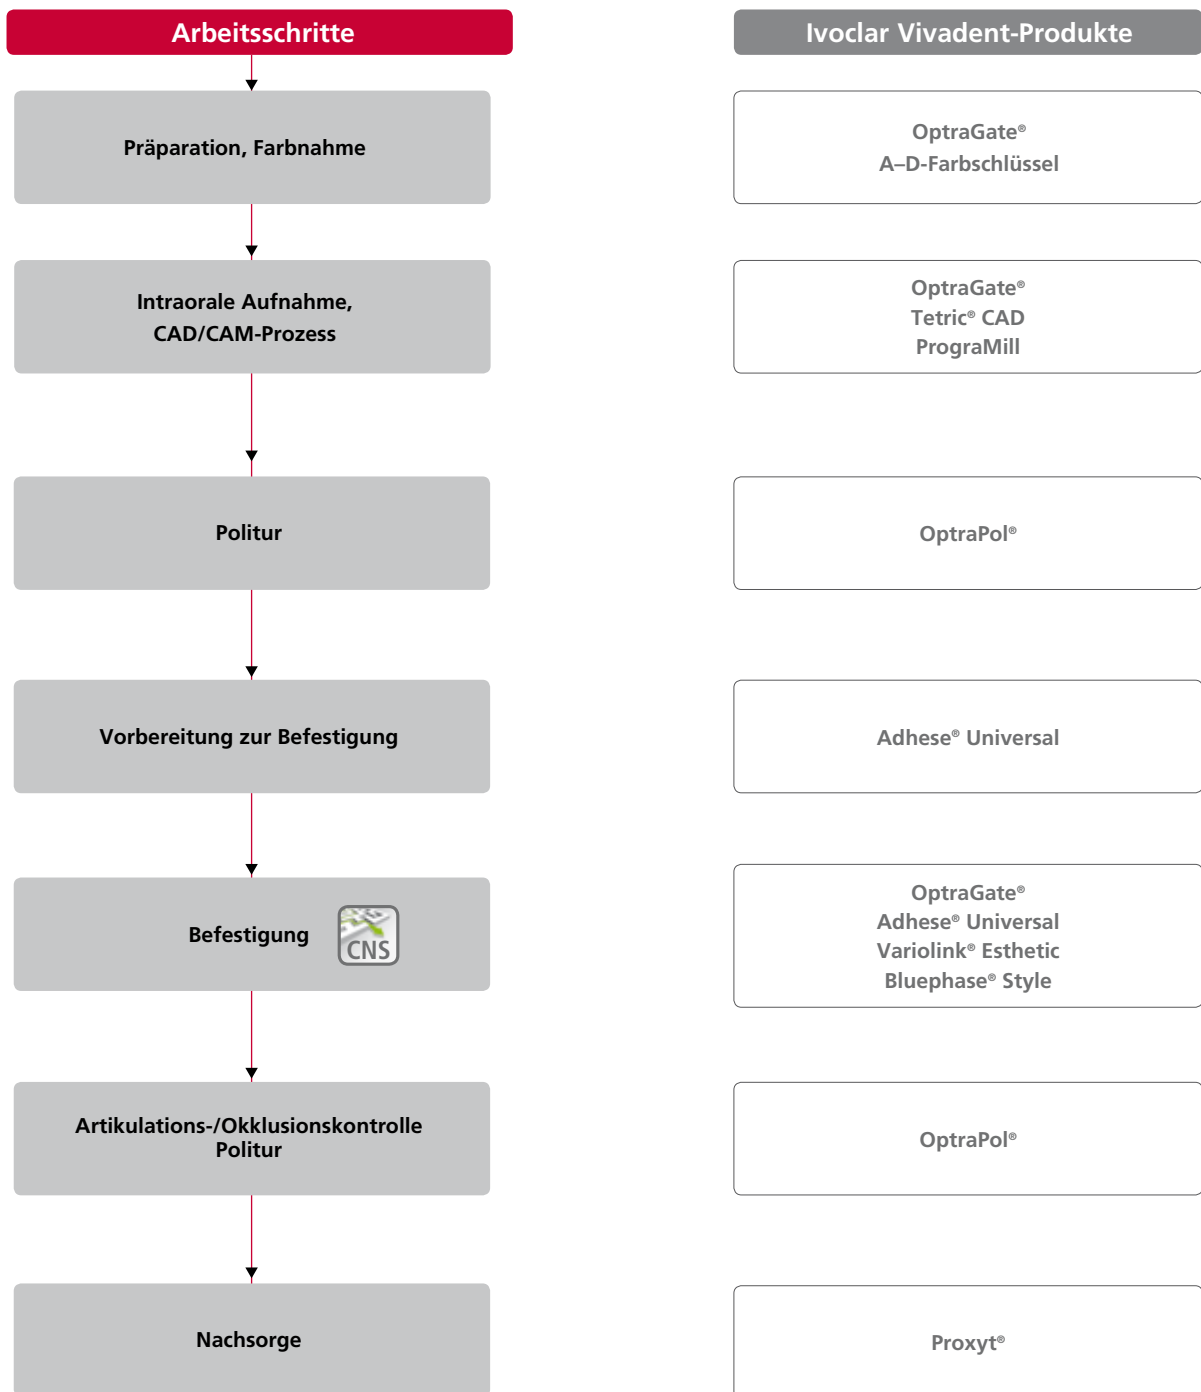 Arbeitsschritte
Ivoclar Vivadent-Produkte
Präparation, Farbnahme
OptraGate®
A–D-Farbschlüssel
Intraorale Aufnahme,
CAD/CAM-Prozess
OptraGate®
Tetric® CAD
PrograMill
Politur
OptraPol®
Vorbereitung zur Befestigung
Adhese® Universal
Befestigung
CNS
OptraGate®
Adhese® Universal
Variolink® Esthetic
Bluephase® Style
Artikulations-/Okklusionskontrolle
Politur
OptraPol®
Nachsorge
Proxyt®